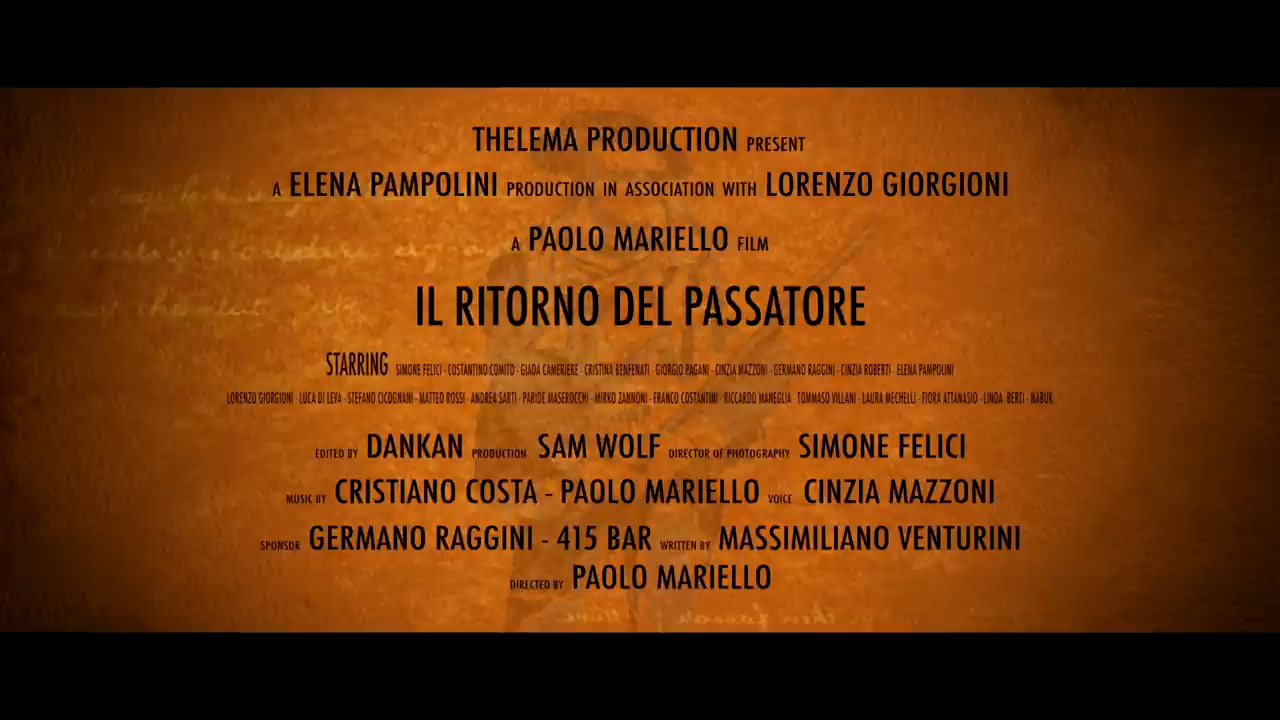 THELEMA PRODUCTION PRESENT
A ELENA PAMPOLINI PRODUCTION IN ASSOCIATION WITH LORENZO GIORGIONI
A PAOLO MARIELLO FILM
IL RITORNO DEL PASSATORE
STARRING SIMONE FELICI - COSTANTINO COMITO - GIADA CAMERIERE - CRISTINA BENFENATI - GIORGIO PAGANI - CINZIA MAZZONI - GERMANO RAGGINI - CINZIA ROBERTI - ELENA PAMPOLINI
LORENZO GIORGIONI - LUCA DI LEVA - STEFANO CICOGNANI - MATTEO ROSSI - ANDREA SARTI - PARIDE MASEROCCHI - MIRKO ZANNONI - FRANCO COSTANTINI - RICCARDO MANEGLIA - TOMMASO VILLANI - LAURA MECHELLI - FIORA ATTANASIO - LINDA BERTI - NABUK
EDITED BY DANKAN PRODUCTION SAM WOLF DIRECTOR OF PHOTOGRAPHY SIMONE FELICI
MUSIC BY CRISTIANO COSTA - PAOLO MARIELLO VOICE CINZIA MAZZONI
SPONSOR GERMANO RAGGINI - 415 BAR WRITTEN BY MASSIMILIANO VENTURINI
DIRECTED BY PAOLO MARIELLO